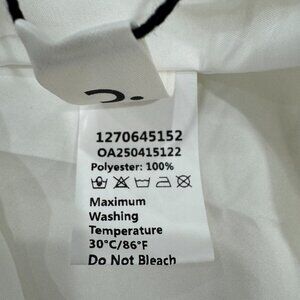 1270645152
OA250415122
Polyester: 100%
Maximum
Washing
Temperature
30°C/86°F
Do Not Bleach